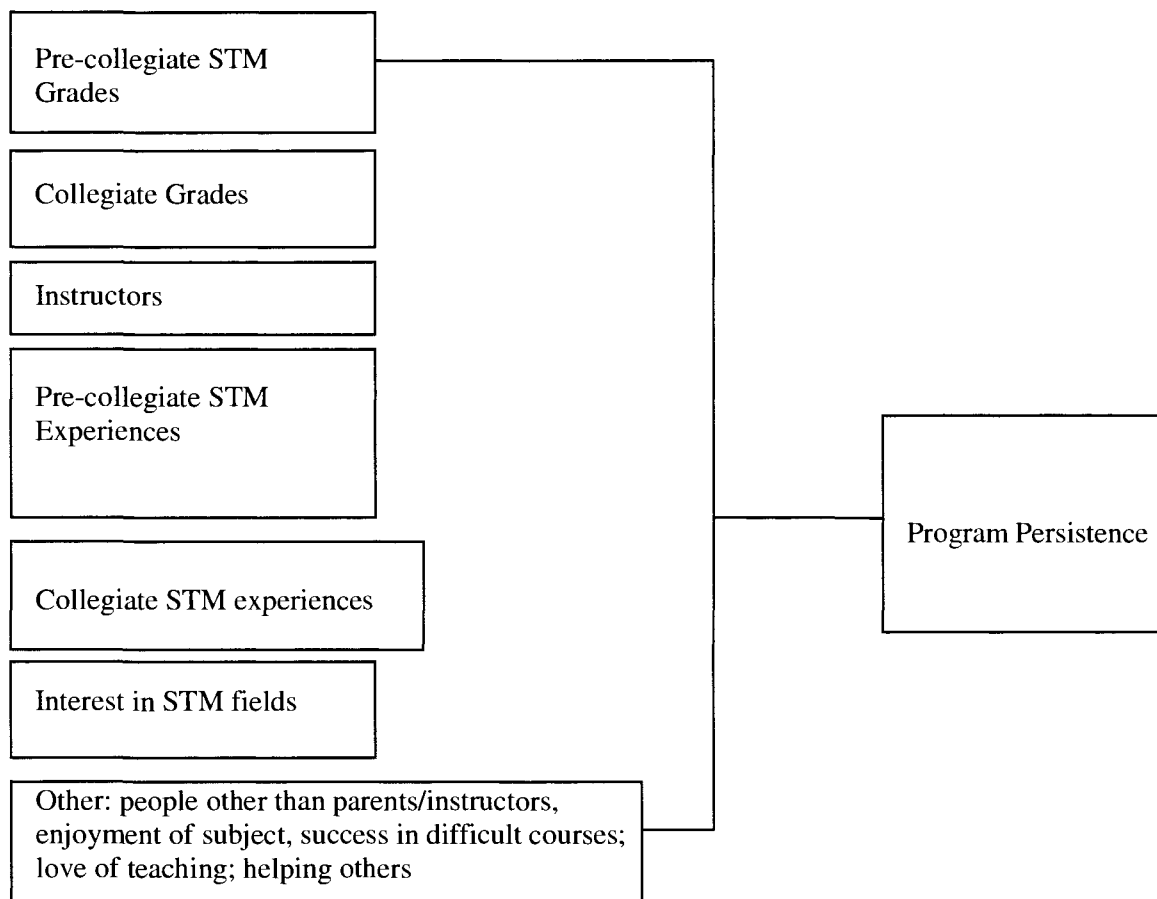 Pre-collegiate STM
Grades
Collegiate Grades
Instructors
Pre-collegiate STM
Experiences
Program Persistence
Collegiate STM experiences
Interest in STM fields
Other: people other than parents/instructors,
enjoyment of subject, success in difficult courses;
love of teaching; helping others